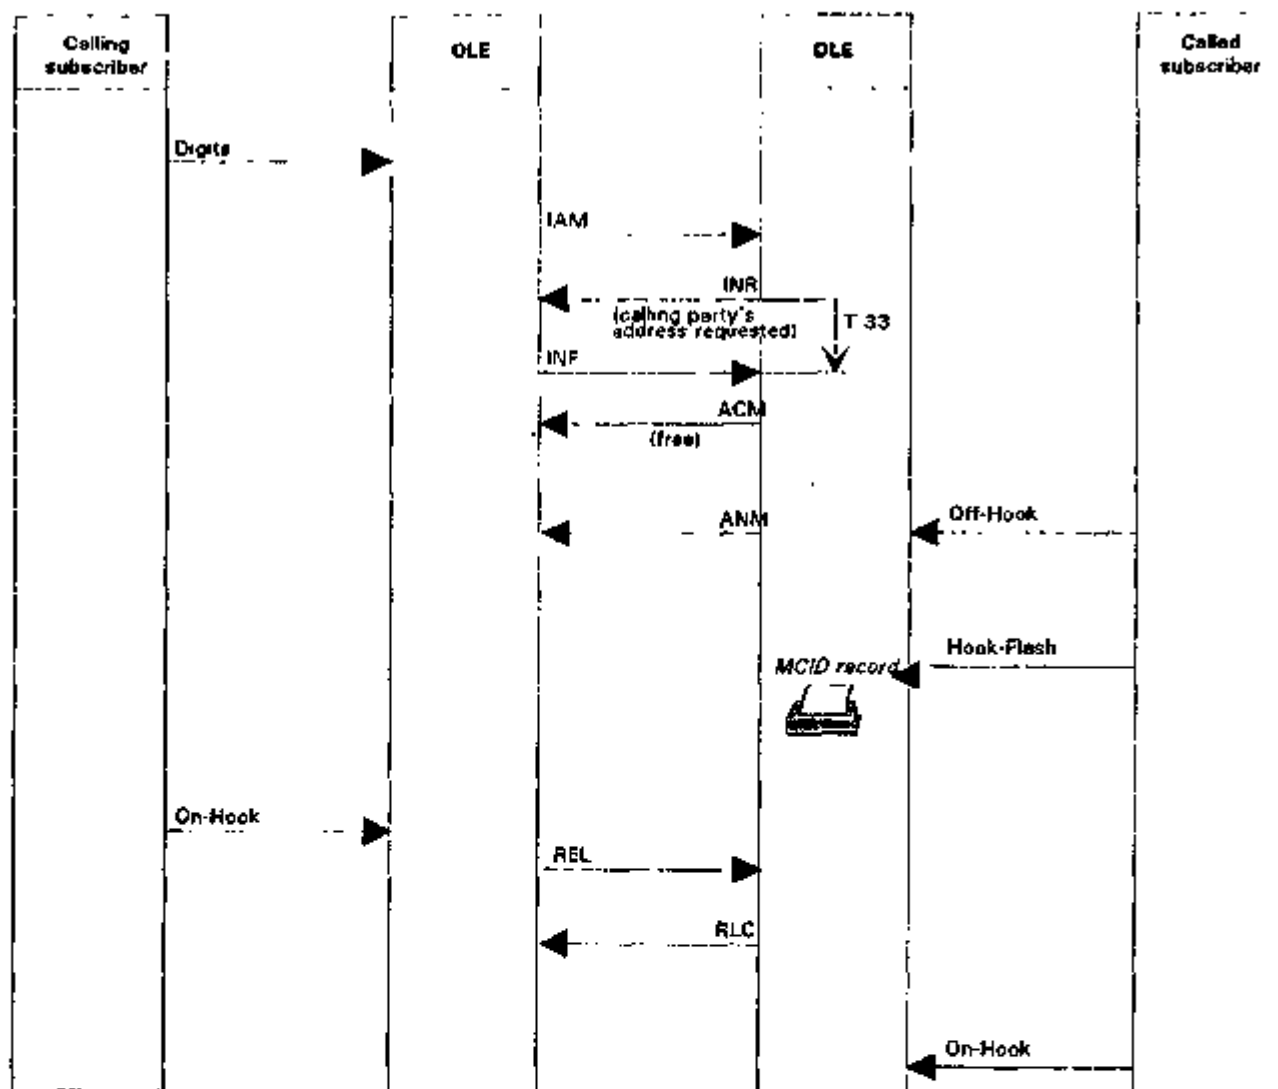 Calling
subscriber
OLE
DLE
Called
subscriber
Digits
IAM
INR
(calling party's
address requested)
T 33
INF
ACM
(free)
ANM
Off-Hook
Hook-Flash
MCID record
On-Hook
REL
RLC
On-Hook